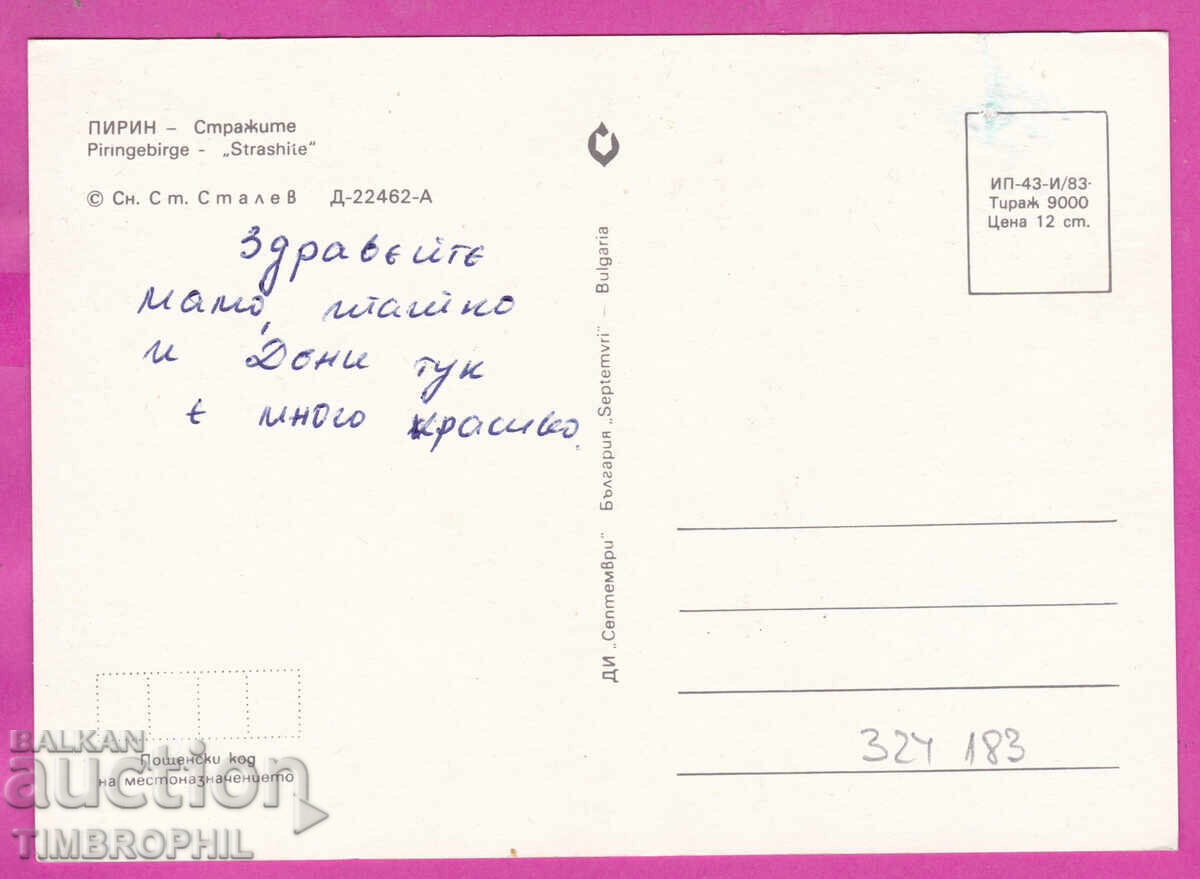 ПИРИН – Стражите
Piringebirge - „Strashite"
© Сн. Ст. Сталев Д-22462-А
Здравейте
мамо, татко
и Дени тук
е много красиво.
Пощенски код
на местоназначението
ДИ „Септември" България „Septemvri" — Bulgaria
ИП-43-И/83-
Тираж 9000
Цена 12 ст.
324 183
BALKAN
auction
TIMBROPHIL